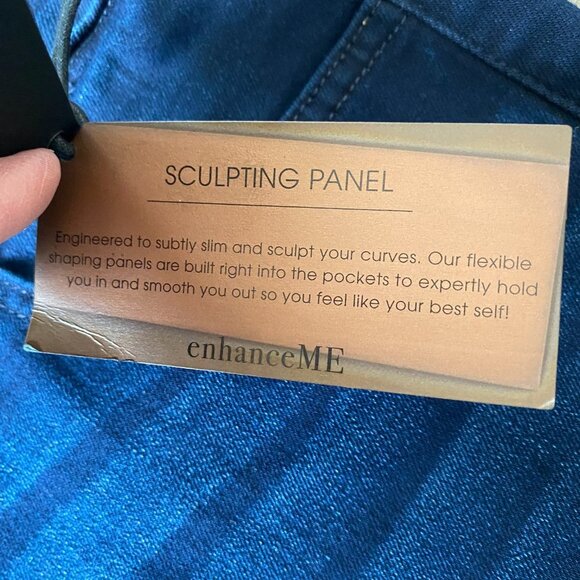 SCULPTING PANEL
Engineered to subtly slim and sculpt your curves. Our flexible
shaping panels are built right into the pockets to expertly hold
you in and smooth you out so you feel like your best self!
enhanceME